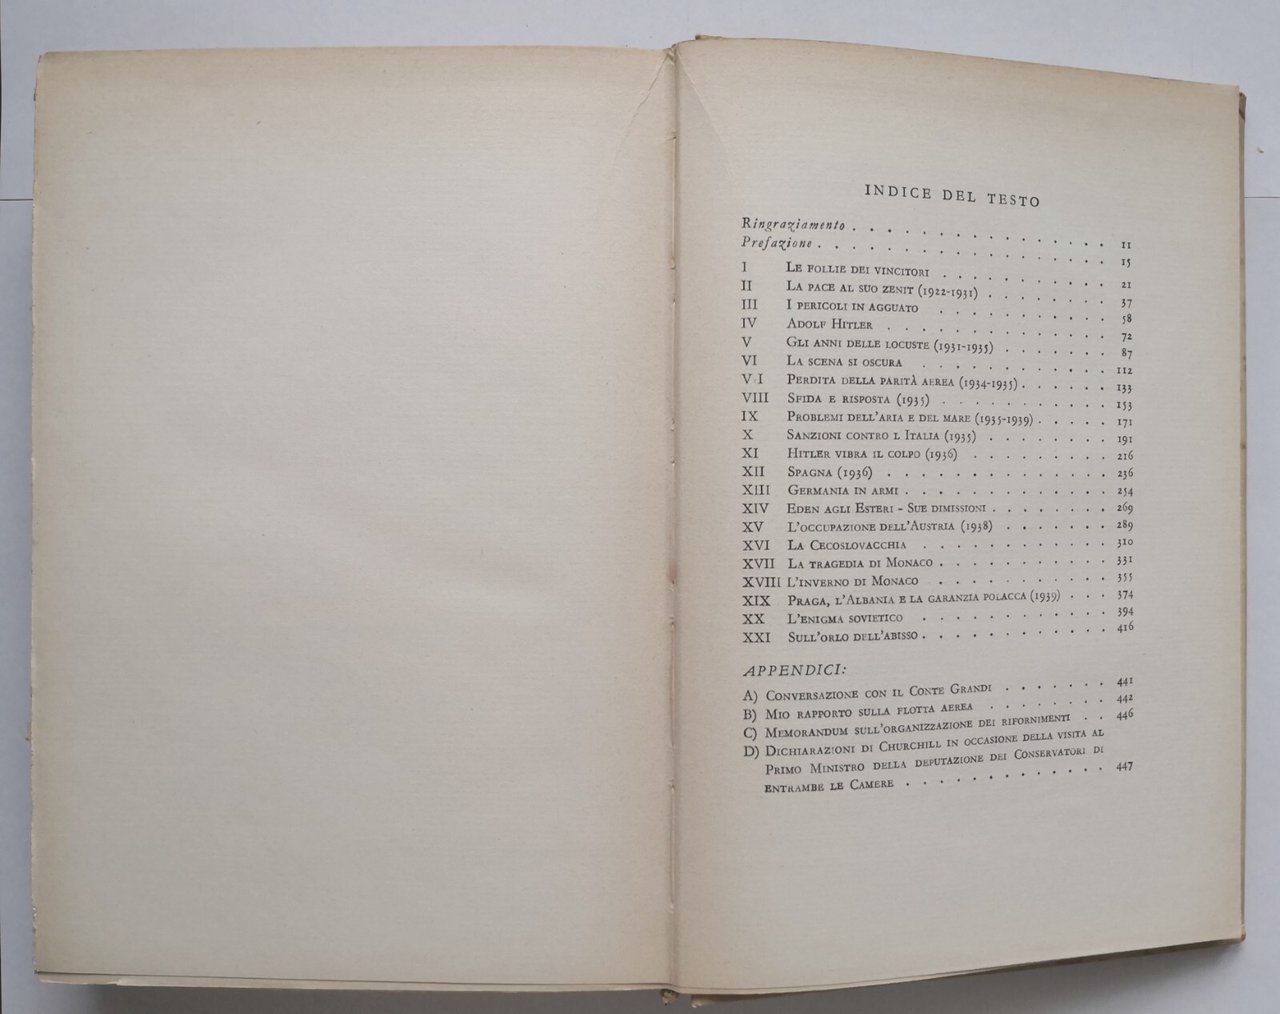 INDICE DEL TESTO
Ringraziamento . . . . . . . . . . . . . . . 11
Prefazione . . . . . . . . . . . . . . . . 15
I LE FOLLIE DEI VINCITORI . . . . . . . . . . 21
II LA PACE AL SUO ZENIT (1922-1931) . . . . . . . 37
III I PERICOLI IN AGGUATO . . . . . . . . . . 58
IV ADOLF HITLER . . . . . . . . . . . . . 72
V GLI ANNI DELLE LOCUSTE (1931-1935) . . . . . . 87
VI LA SCENA SI OSCURA . . . . . . . . . . . 112
V I PERDITA DELLA PARITÀ AEREA (1934-1935) . . . . . . 133
VIII SFIDA E RISPOSTA (1935) . . . . . . . . . . 153
IX PROBLEMI DELL'ARIA E DEL MARE (1935-1939) . . . . . 171
X SANZIONI CONTRO L ITALIA (1935) . . . . . . . . 191
XI HITLER VIBRA IL COLPO (1936) . . . . . . . . 216
XII SPAGNA (1936) . . . . . . . . . . . . . 236
XIII GERMANIA IN ARMI . . . . . . . . . . . . 254
XIV EDEN AGLI ESTERI - SUE DIMISSIONI . . . . . . . . 269
XV L'OCCUPAZIONE DELL'AUSTRIA (1938) . . . . . . . 289
XVI LA CECOSLOVACCHIA . . . . . . . . . . . 310
XVII LA TRAGEDIA DI MONACO . . . . . . . . . . 331
XVIII L'INVERNO DI MONACO . . . . . . . . . . 355
XIX PRAGA, L'ALBANIA E LA GARANZIA POLACCA (1939) . . . 374
XX L'ENIGMA SOVIETICO . . . . . . . . . . . 394
XXI SULL'ORLO DELL'ABISSO . . . . . . . . . . . 416
APPENDICI:
A) CONVERSAZIONE CON IL CONTE GRANDI . . . . . . . 441
B) MIO RAPPORTO SULLA FLOTTA AEREA . . . . . . . . 442
C) MEMORANDUM SULL'ORGANIZZAZIONE DEI RIFORNIMENTI . . 446
D) DICHIARAZIONI DI CHURCHILL IN OCCASIONE DELLA VISITA AL
PRIMO MINISTRO DELLA DEPUTAZIONE DEI CONSERVATORI DI
ENTRAMBE LE CAMERE . . . . . . . . . . . . 447